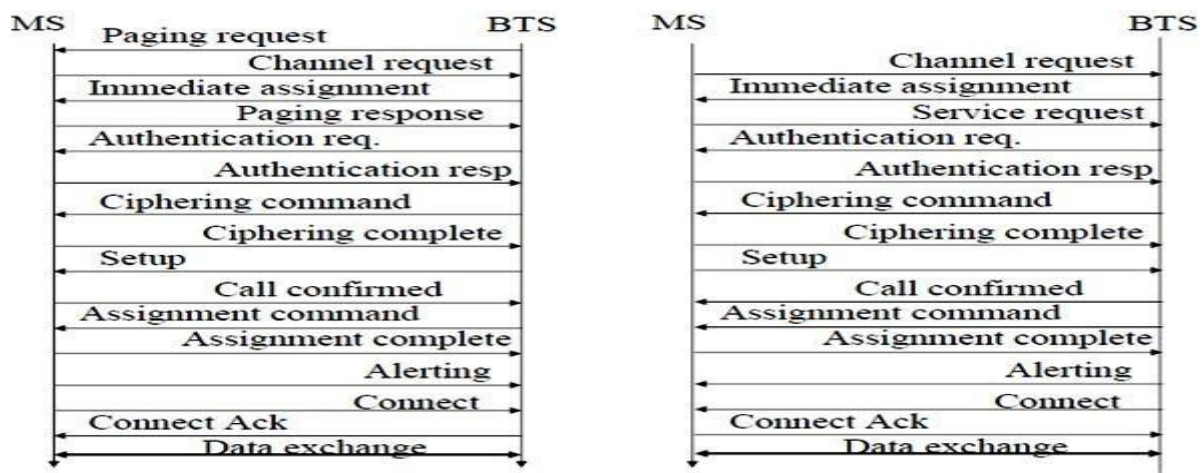 MS BTS
Paging request
Channel request
Immediate assignment
Paging response
Authentication req.
Authentication resp
Ciphering command
Ciphering complete
Setup
Call confirmed
Assignment command
Assignment complete
Alerting
Connect
Connect Ack
Data exchange
MS BTS
Channel request
Immediate assignment
Service request
Authentication req.
Authentication resp
Ciphering command
Ciphering complete
Setup
Call confirmed
Assignment command
Assignment complete
Alerting
Connect
Connect Ack
Data exchange